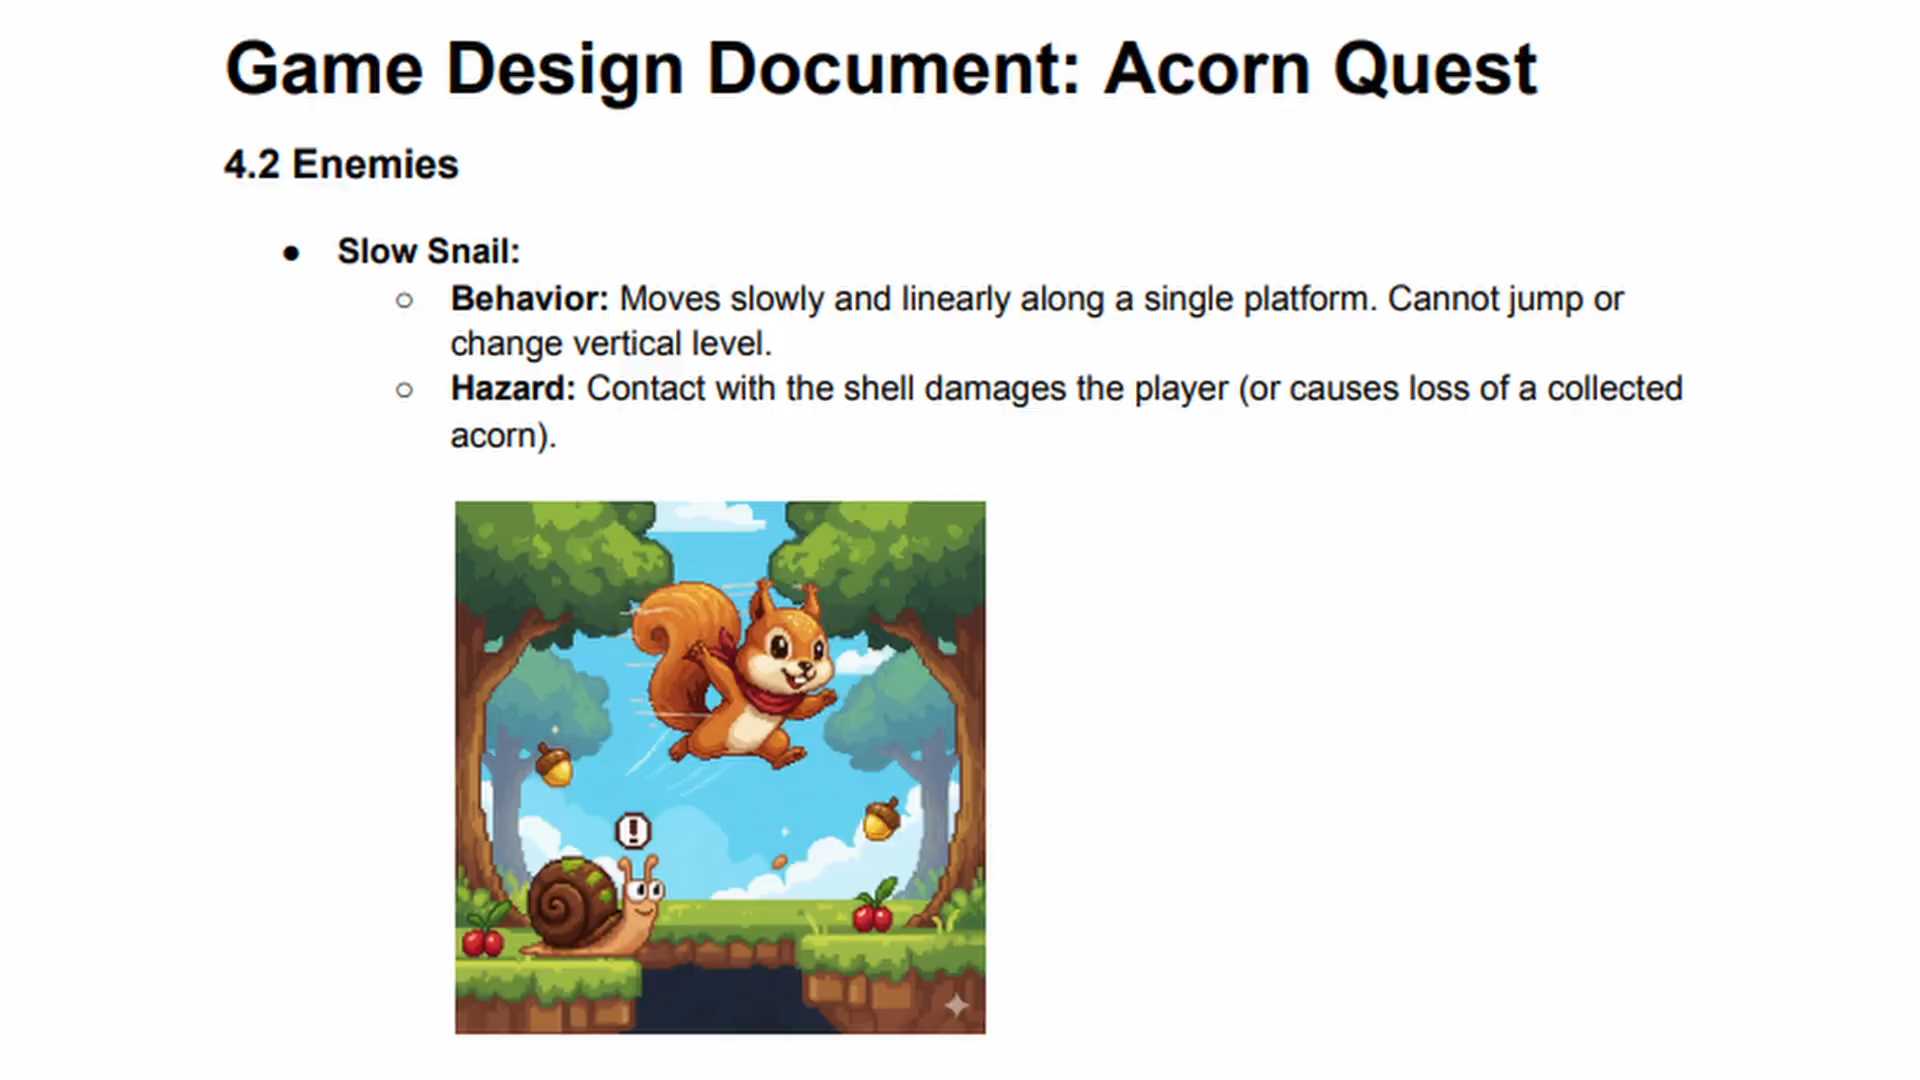 Game Design Document: Acorn Quest
4.2 Enemies
● Slow Snail:
○ Behavior: Moves slowly and linearly along a single platform. Cannot jump or
change vertical level.
○ Hazard: Contact with the shell damages the player (or causes loss of a collected
acorn).
!